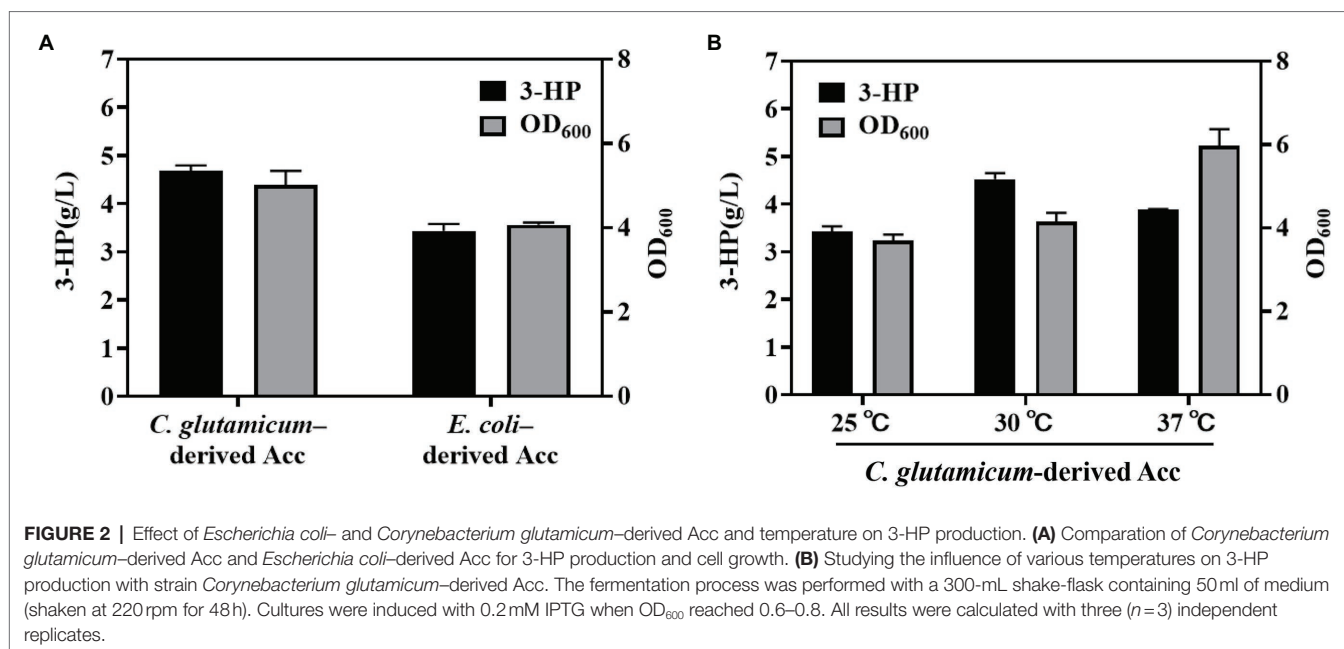 A
7
6
5
4
3
2
1
0
3-HP(g/L)
8
6
4
2
0
OD600
3-HP
OD600
C. glutamicum–
derived Acc
E. coli–
derived Acc
B
7
6
5
4
3
2
1
0
3-HP(g/L)
8
6
4
2
0
OD600
3-HP
OD600
25 ℃
30 ℃
37 ℃
C. glutamicum-derived Acc
FIGURE 2 | Effect of Escherichia coli– and Corynebacterium glutamicum–derived Acc and temperature on 3-HP production. (A) Comparation of Corynebacterium
glutamicum–derived Acc and Escherichia coli–derived Acc for 3-HP production and cell growth. (B) Studying the influence of various temperatures on 3-HP
production with strain Corynebacterium glutamicum–derived Acc. The fermentation process was performed with a 300-mL shake-flask containing 50 ml of medium
(shaken at 220 rpm for 48 h). Cultures were induced with 0.2 mM IPTG when OD600 reached 0.6–0.8. All results were calculated with three (n = 3) independent
replicates.